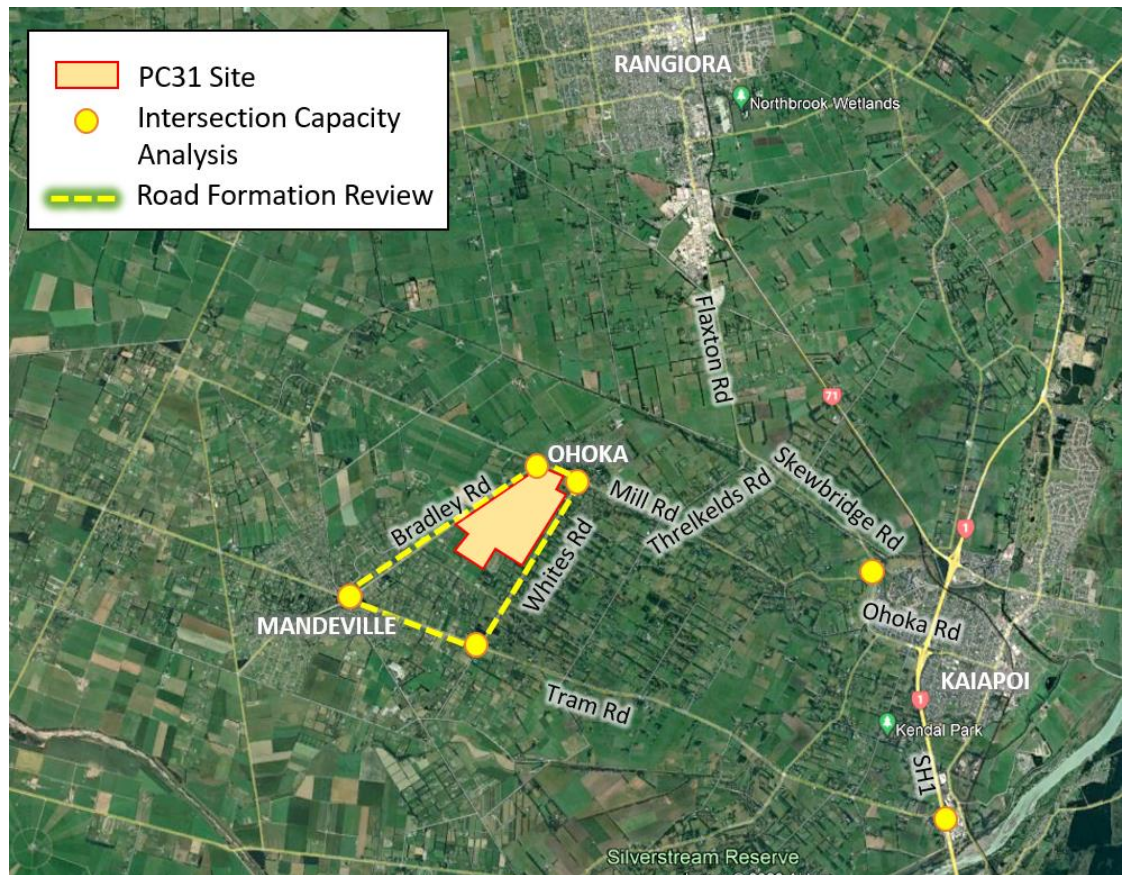 PC31 Site
Intersection Capacity
Analysis
Road Formation Review
RANGIORA
Northbrook Wetlands
Flaxton Rd
71
OHOKA
Bradley Rd
Mill Rd
Threlkelds Rd
Skewbridge Rd
1
Whites Rd
MANDEVILLE
Ohoka Rd
KAIAPOI
1
Tram Rd
Kendal Park
SH1
Silverstream Reserve